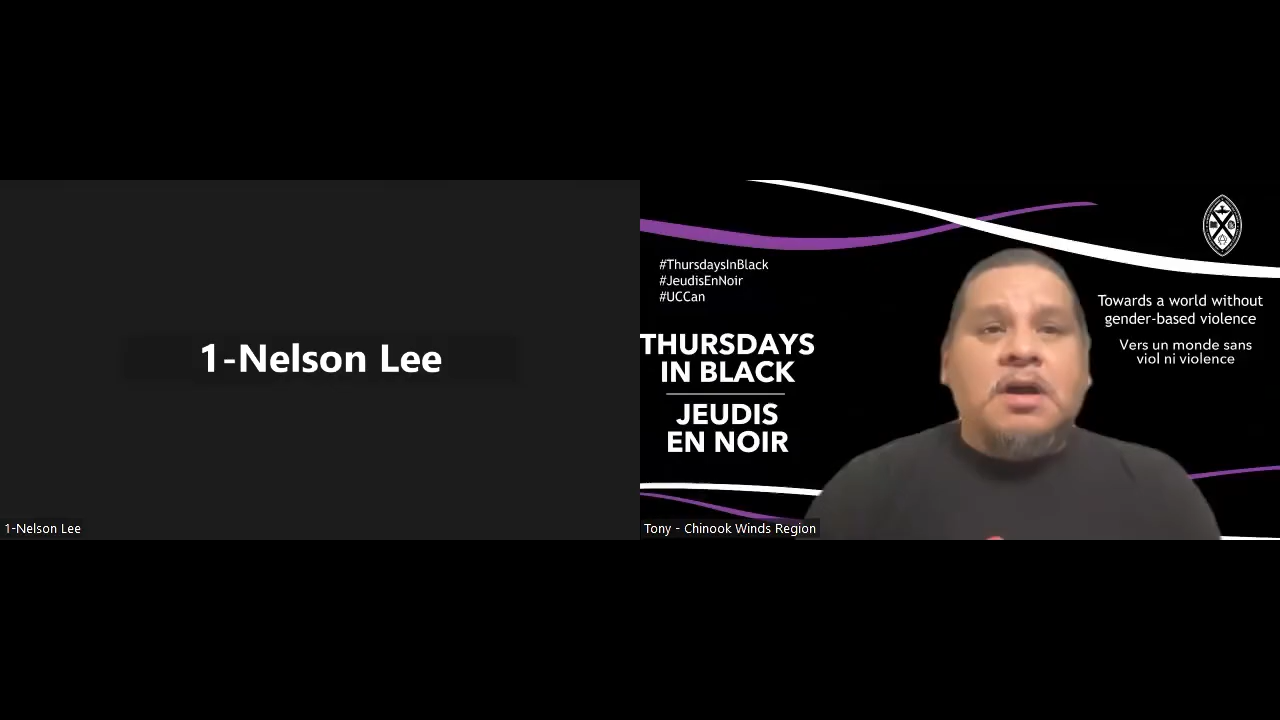 1-Nelson Lee
1-Nelson Lee
#ThursdaysInBlack
#JeudisEnNoir
#UCCan
THURSDAYS
IN BLACK
JEUDIS
EN NOIR
Towards a world without
gender-based violence
Vers un monde sans
viol ni violence
Tony - Chinook Winds Region